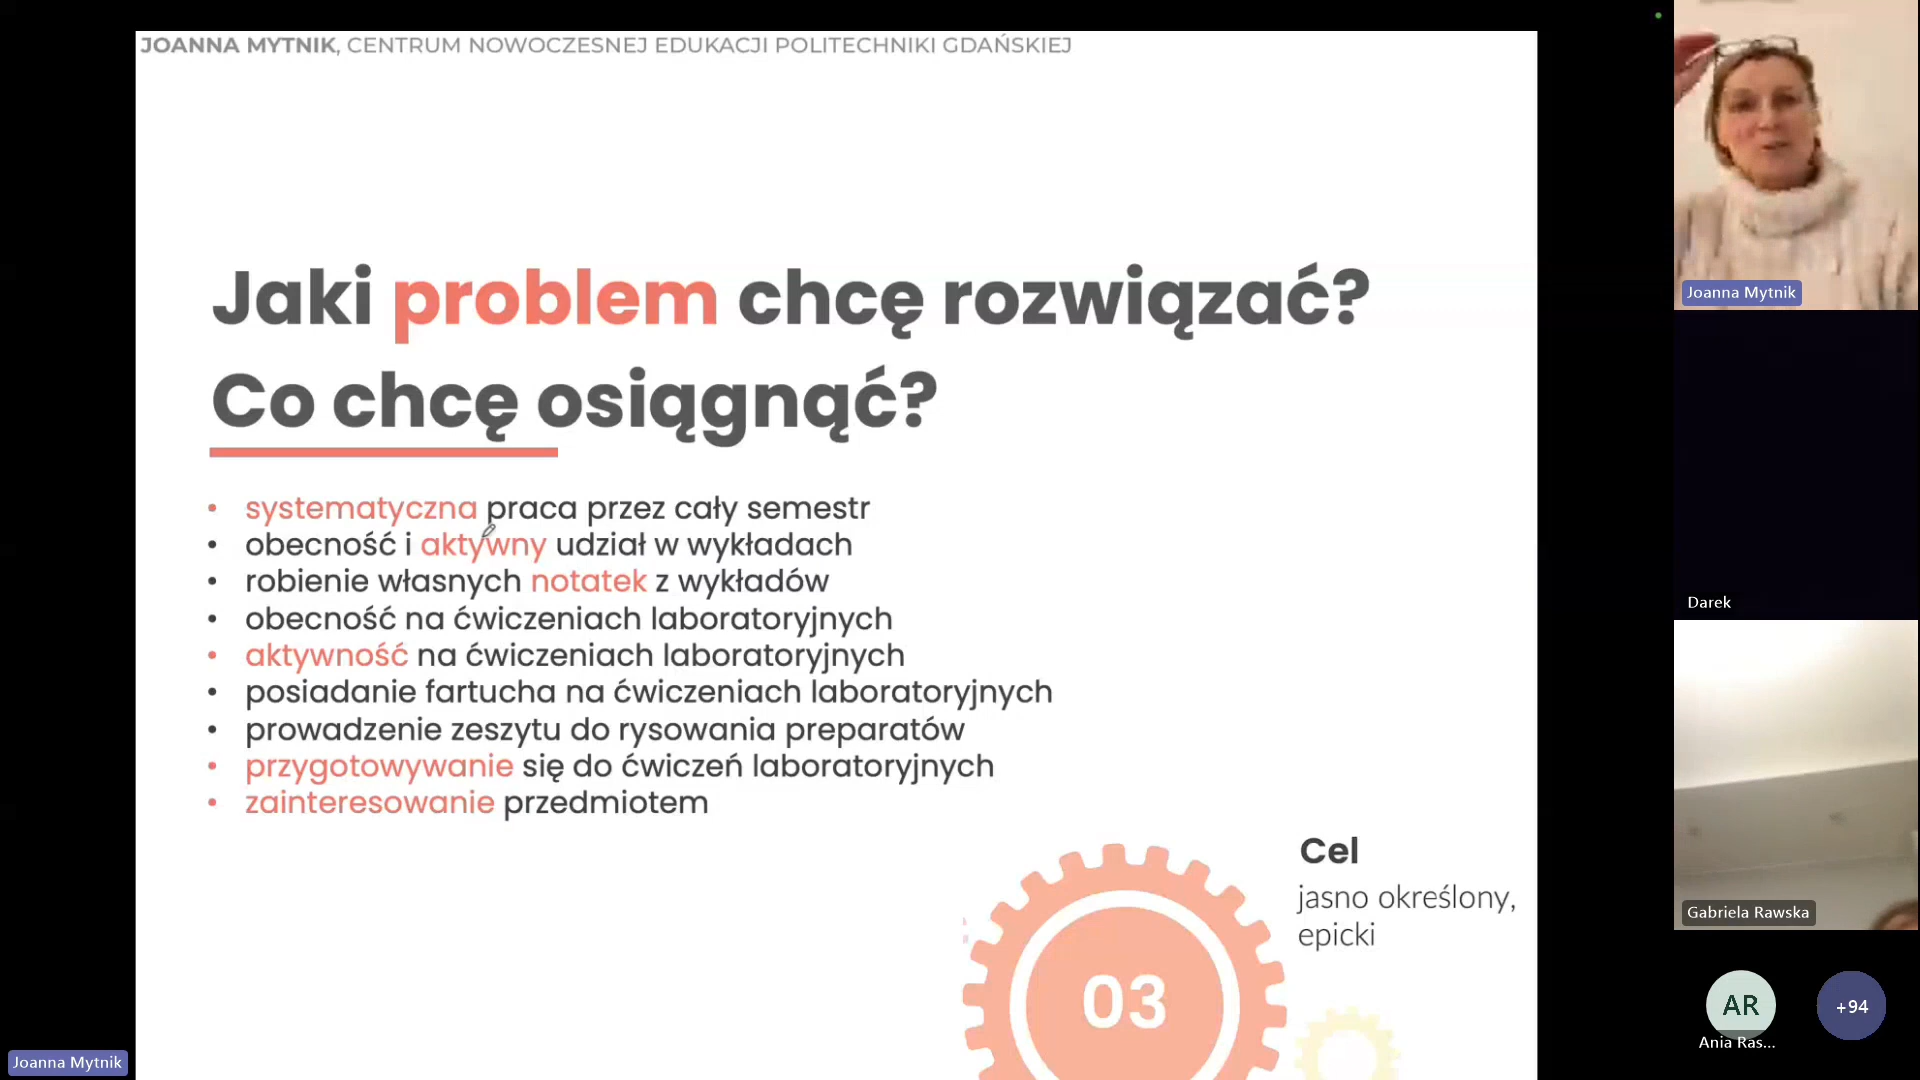 JOANNA MYTNIK, CENTRUM NOWOCZESNEJ EDUKACJI POLITECHNIKI GDAŃSKIEJ
Jaki problem chcę rozwiązać?
Co chcę osiągnąć?
• systematyczna praca przez cały semestr
• obecność i aktywny udział w wykładach
• robienie własnych notatek z wykładów
• obecność na ćwiczeniach laboratoryjnych
• aktywność na ćwiczeniach laboratoryjnych
• posiadanie fartucha na ćwiczeniach laboratoryjnych
• prowadzenie zeszytu do rysowania preparatów
• przygotowywanie się do ćwiczeń laboratoryjnych
• zainteresowanie przedmiotem
Cel
jasno określony,
epicki
03
Joanna Mytnik
Joanna Mytnik
Darek
Gabriela Rawska
AR
Ania Ras...
+94